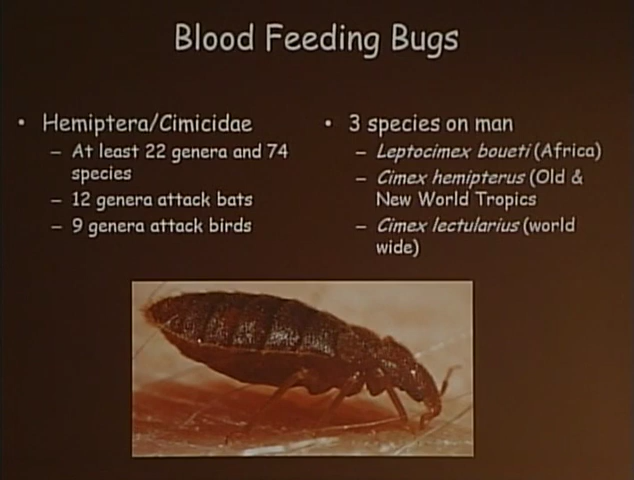 Blood Feeding Bugs
• Hemiptera/Cimicidae
– At least 22 genera and 74
species
– 12 genera attack bats
– 9 genera attack birds
• 3 species on man
– Leptocimex boueti (Africa)
– Cimex hemipterus (Old &
New World Tropics
– Cimex lectularius (world
wide)